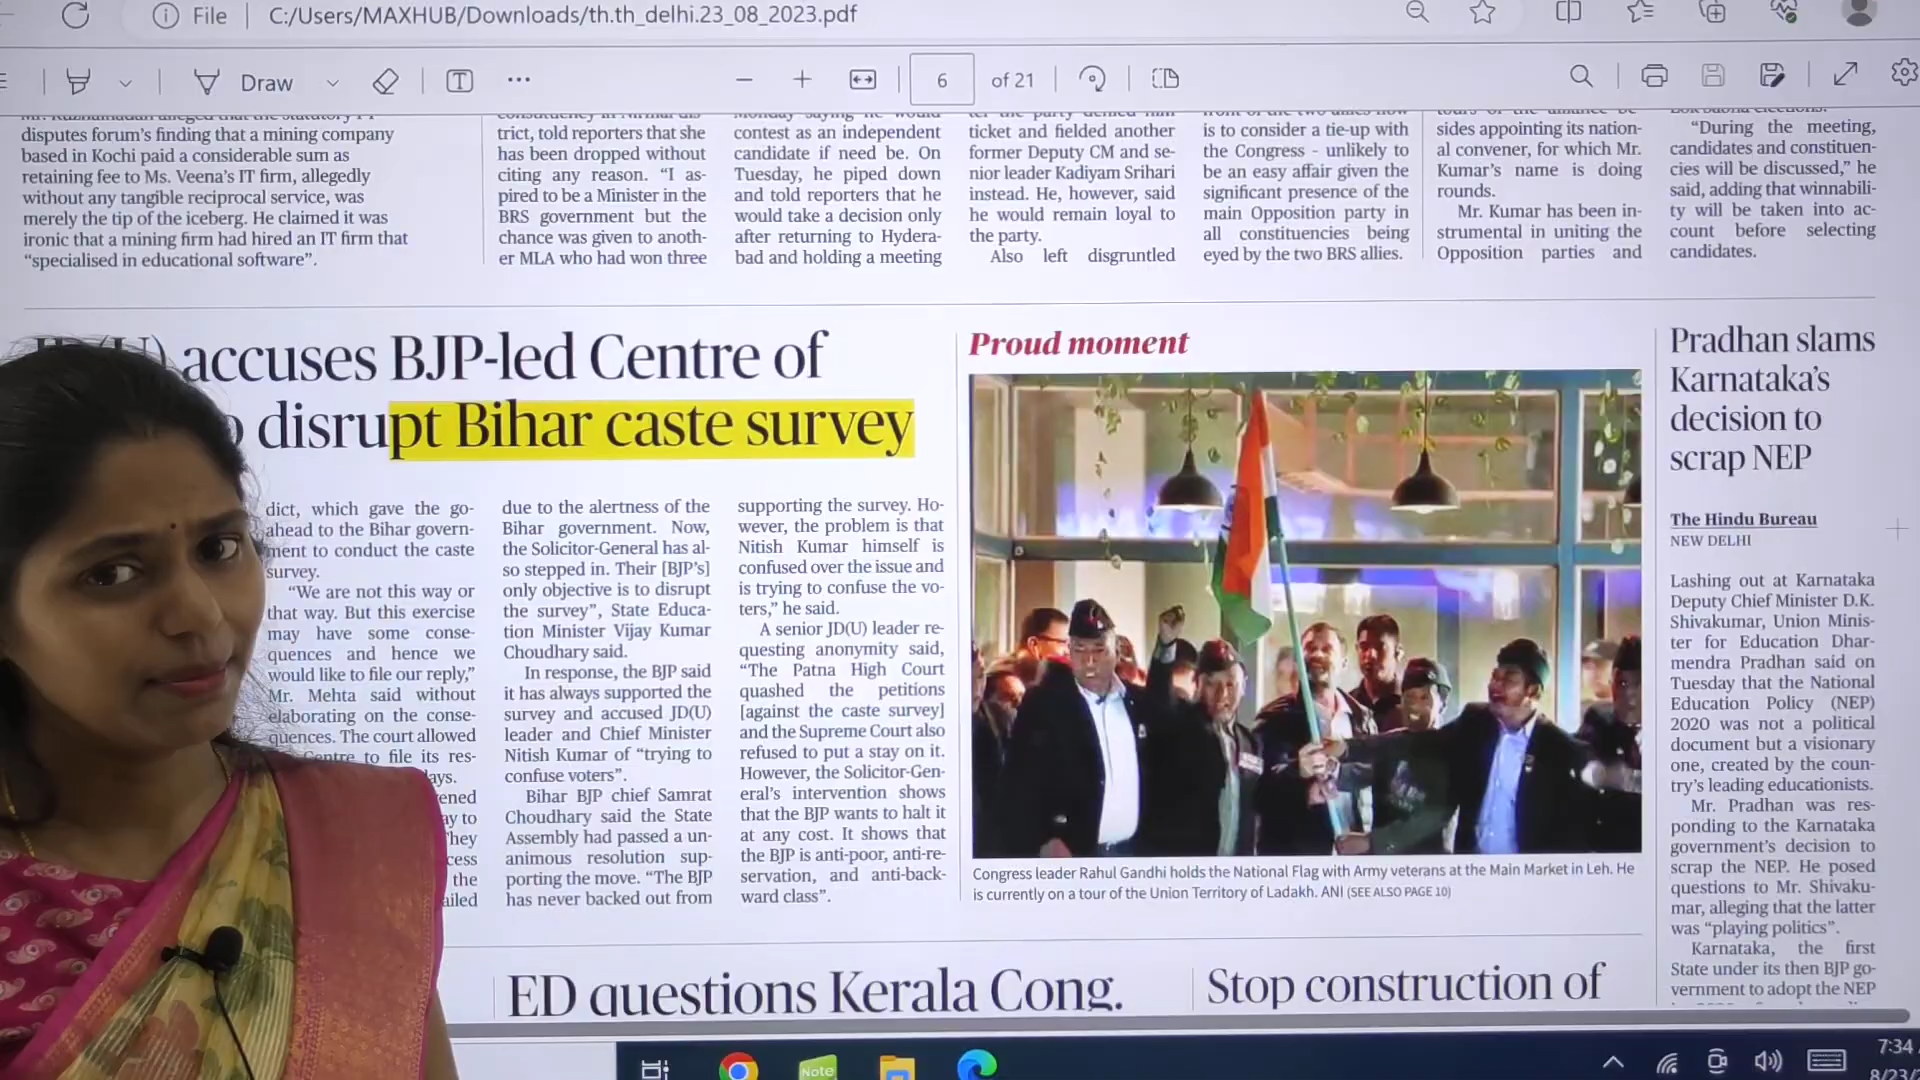 File
C:/Users/MAXHUB/Downloads/th.th_delhi.23_08_2023.pdf
Draw
6
of 21
disputes forum's finding that a mining company
based in Kochi paid a considerable sum as
retaining fee to Ms. Veena's IT firm, allegedly
without any tangible reciprocal service, was
merely the tip of the iceberg. He claimed it was
ironic that a mining firm had hired an IT firm that
“specialised in educational software”.
trict, told reporters that she
has been dropped without
citing any reason. “I as-
pired to be a Minister in the
BRS government but the
chance was given to anoth-
er MLA who had won three
Monday saying he would
contest as an independent
candidate if need be. On
Tuesday, he piped down
and told reporters that he
would take a decision only
after returning to Hydera-
bad and holding a meeting
ticket and fielded another
former Deputy CM and se-
nior leader Kadiyam Srihari
instead. He, however, said
he would remain loyal to
the party.
Also left disgruntled
is to consider a tie-up with
the Congress - unlikely to
be an easy affair given the
significant presence of the
main Opposition party in
all constituencies being
eyed by the two BRS allies.
sides appointing its nation-
al convener, for which Mr.
Kumar's name is doing
rounds.
Mr. Kumar has been in-
strumental in uniting the
Opposition parties and
“During the meeting,
candidates and constituen-
cies will be discussed,” he
said, adding that winnabili-
ty will be taken into ac-
count before selecting
candidates.
accuses BJP-led Centre of
disrupt Bihar caste survey
dict, which gave the go-
ahead to the Bihar govern-
ment to conduct the caste
survey.
“We are not this way or
that way. But this exercise
may have some conse-
quences and hence we
would like to file our reply,”
Mr. Mehta said without
elaborating on the conse-
quences. The court allowed
Centre to file its res-
the
due to the alertness of the
Bihar government. Now,
the Solicitor-General has al-
so stepped in. Their [BJP's]
only objective is to disrupt
the survey”, State Educa-
tion Minister Vijay Kumar
Choudhary said.
In response, the BJP said
it has always supported the
survey and accused JD(U)
leader and Chief Minister
Nitish Kumar of “trying to
confuse voters”.
Bihar BJP chief Samrat
Choudhary said the State
Assembly had passed a un-
animous resolution sup-
porting the move. “The BJP
has never backed out from
supporting the survey. Ho-
wever, the problem is that
Nitish Kumar himself is
confused over the issue and
is trying to confuse the vo-
ters,” he said.
A senior JD(U) leader re-
questing anonymity said,
“The Patna High Court
quashed the petitions
[against the caste survey]
and the Supreme Court also
refused to put a stay on it.
However, the Solicitor-Gen-
eral's intervention shows
that the BJP wants to halt it
at any cost. It shows that
the BJP is anti-poor, anti-re-
servation, and anti-back-
ward class”.
Proud moment
Congress leader Rahul Gandhi holds the National Flag with Army veterans at the Main Market in Leh. He
is currently on a tour of the Union Territory of Ladakh. ANI (SEE ALSO PAGE 10)
Pradhan slams
Karnataka's
decision to
scrap NEP
The Hindu Bureau
NEW DELHI
Lashing out at Karnataka
Deputy Chief Minister D.K.
Shivakumar, Union Minis-
ter for Education Dhar-
mendra Pradhan said on
Tuesday that the National
Education Policy (NEP)
2020 was not a political
document but a visionary
one, created by the coun-
try's leading educationists.
Mr. Pradhan was res-
ponding to the Karnataka
government's decision to
scrap the NEP. He posed
questions to Mr. Shivaku-
mar, alleging that the latter
was “playing politics”.
Karnataka, the first
State under its then BJP go-
vernment to adopt the NEP
ED questions Kerala Cong.
Stop construction of
Note
7:34
8/23/